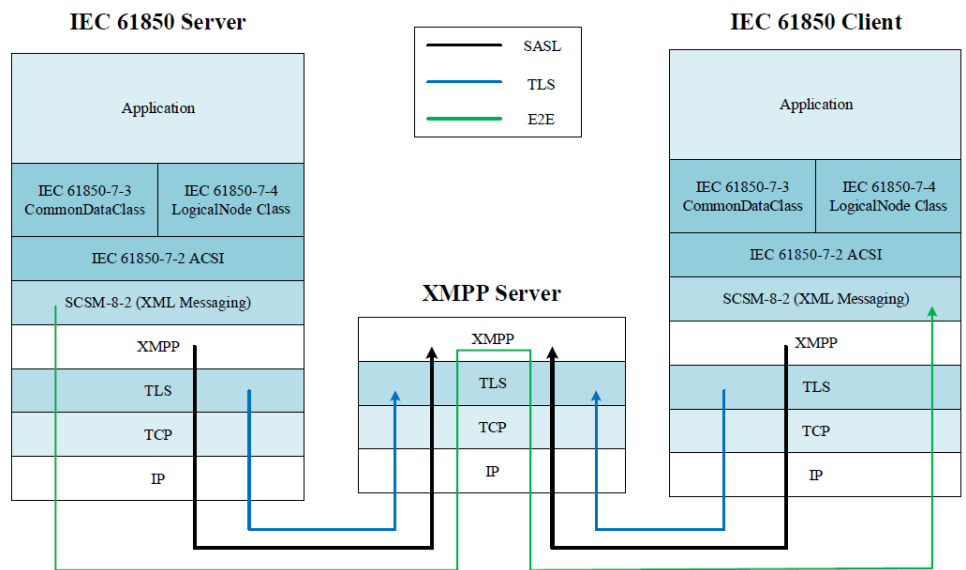 IEC 61850 Server
Application
IEC 61850-7-3
CommonDataClass
IEC 61850-7-4
LogicalNode Class
IEC 61850-7-2 ACSI
SCSM-8-2 (XML Messaging)
XMPP
TLS
TCP
IP
SASL
TLS
E2E
XMPP Server
XMPP
TLS
TCP
IP
IEC 61850 Client
Application
IEC 61850-7-3
CommonDataClass
IEC 61850-7-4
LogicalNode Class
IEC 61850-7-2 ACSI
SCSM-8-2 (XML Messaging)
XMPP
TLS
TCP
IP